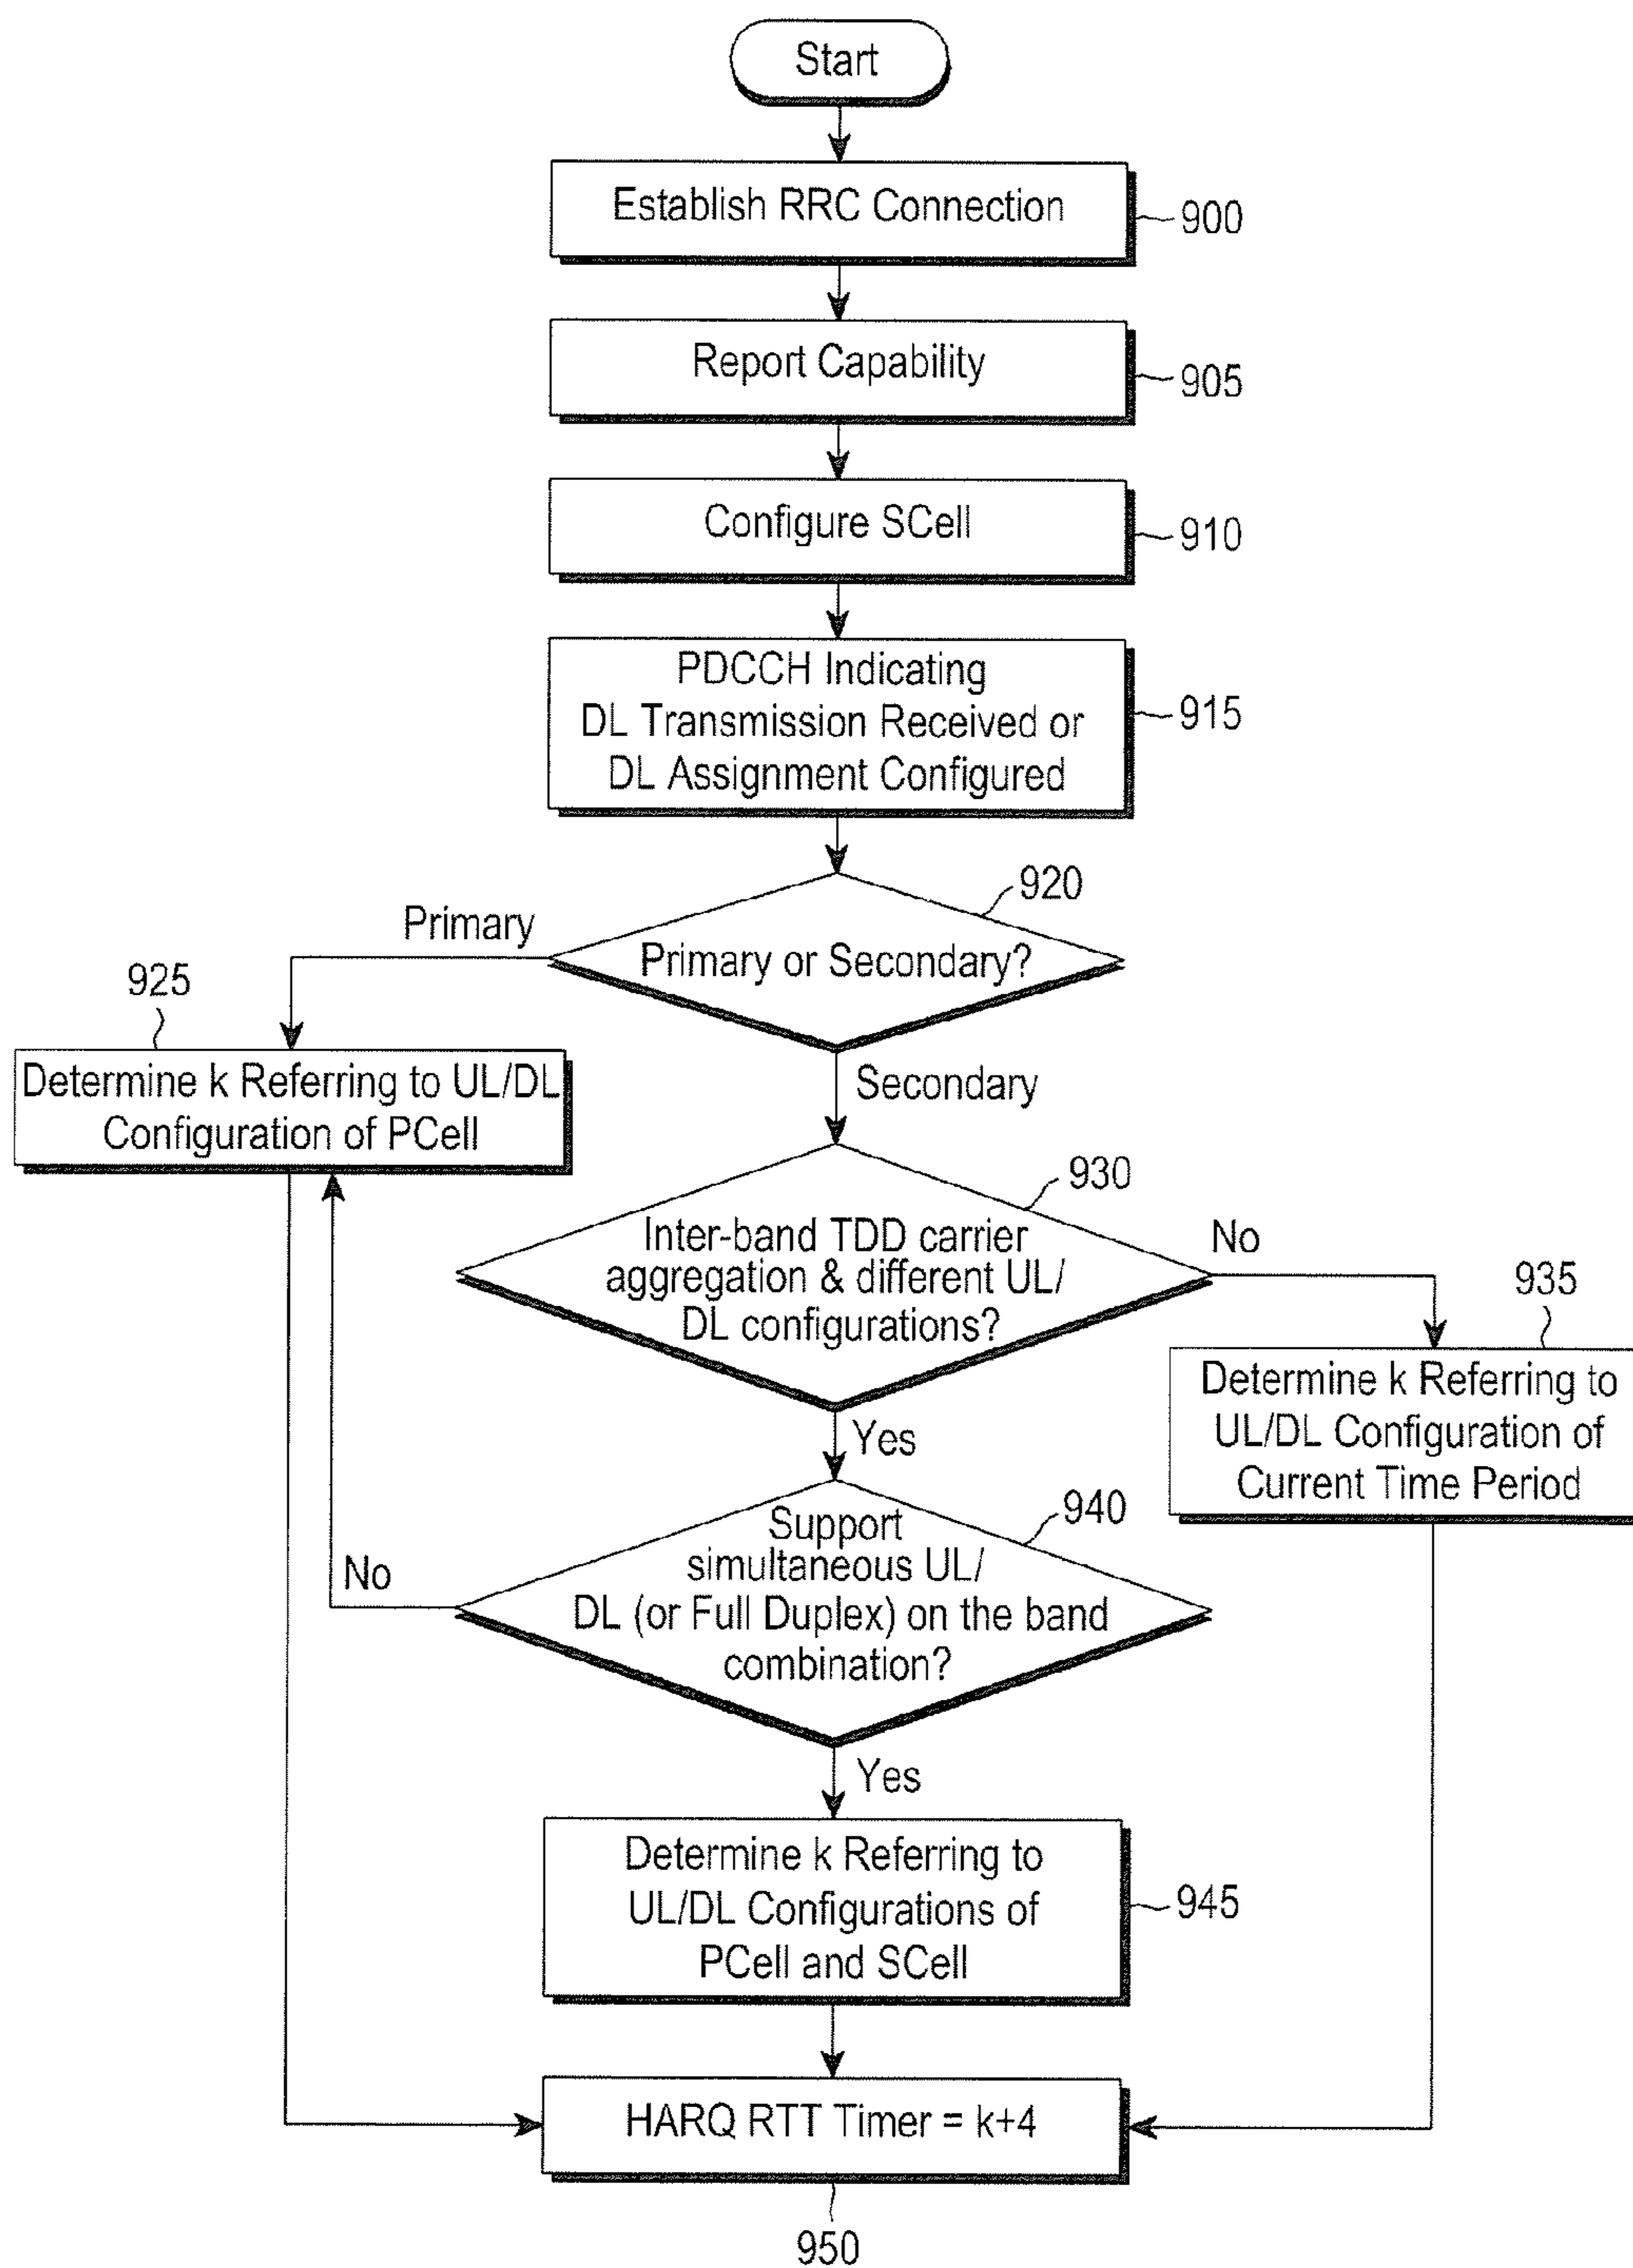 Start
Establish RRC Connection
900
Report Capability
905
Configure SCell
910
PDCCH Indicating
DL Transmission Received or
DL Assignment Configured
915
920
Primary or Secondary?
Primary
925
Determine k Referring to UL/DL
Configuration of PCell
Secondary
930
Inter-band TDD carrier
aggregation & different UL/
DL configurations?
No
935
Determine k Referring to
UL/DL Configuration of
Current Time Period
Yes
940
Support
simultaneous UL/
DL (or Full Duplex) on the band
combination?
No
Yes
Determine k Referring to
UL/DL Configurations of
PCell and SCell
945
HARQ RTT Timer = k+4
950